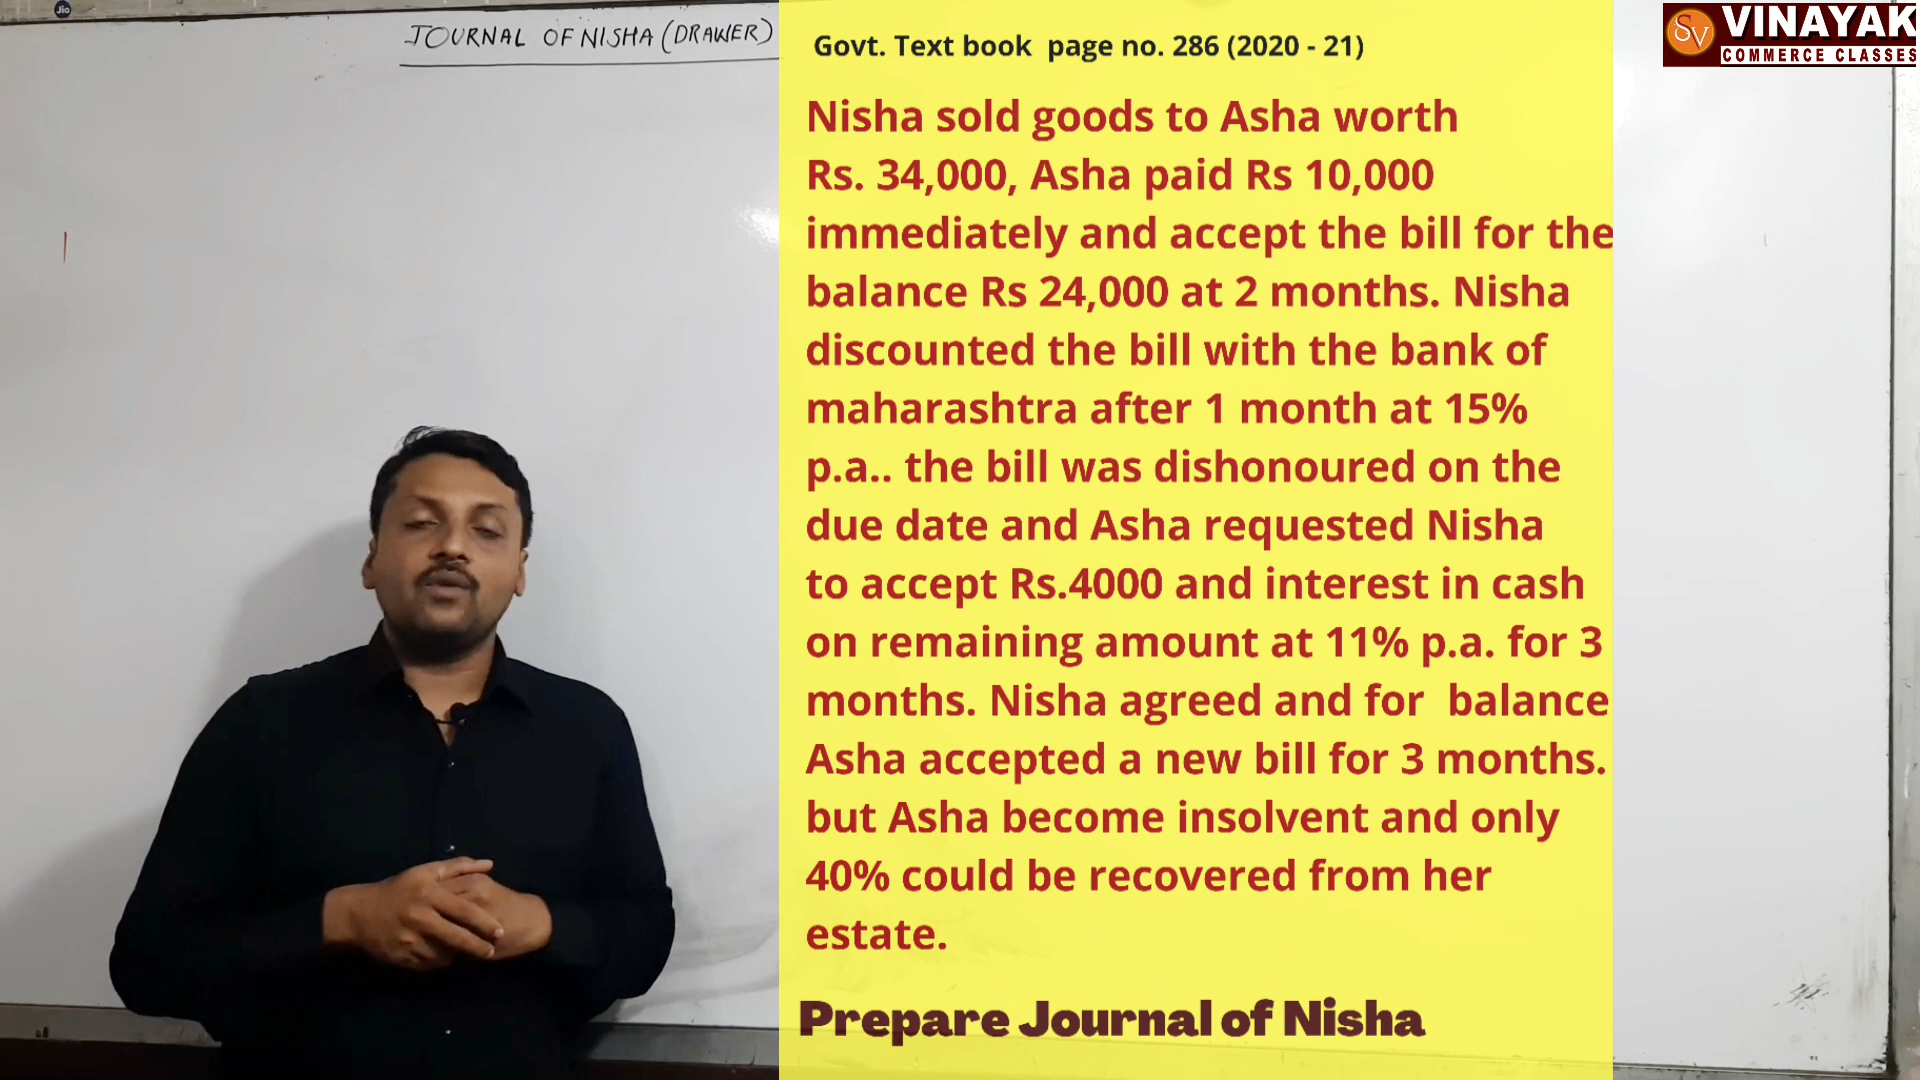 Jio
JOURNAL OF NISHA (DRAWER)
Govt. Text book page no. 286 (2020 - 21)
SV VINAYAK
COMMERCE CLASSES
Nisha sold goods to Asha worth
Rs. 34,000, Asha paid Rs 10,000
immediately and accept the bill for the
balance Rs 24,000 at 2 months. Nisha
discounted the bill with the bank of
maharashtra after 1 month at 15%
p.a.. the bill was dishonoured on the
due date and Asha requested Nisha
to accept Rs.4000 and interest in cash
on remaining amount at 11% p.a. for 3
months. Nisha agreed and for balance
Asha accepted a new bill for 3 months.
but Asha become insolvent and only
40% could be recovered from her
estate.
Prepare Journal of Nisha